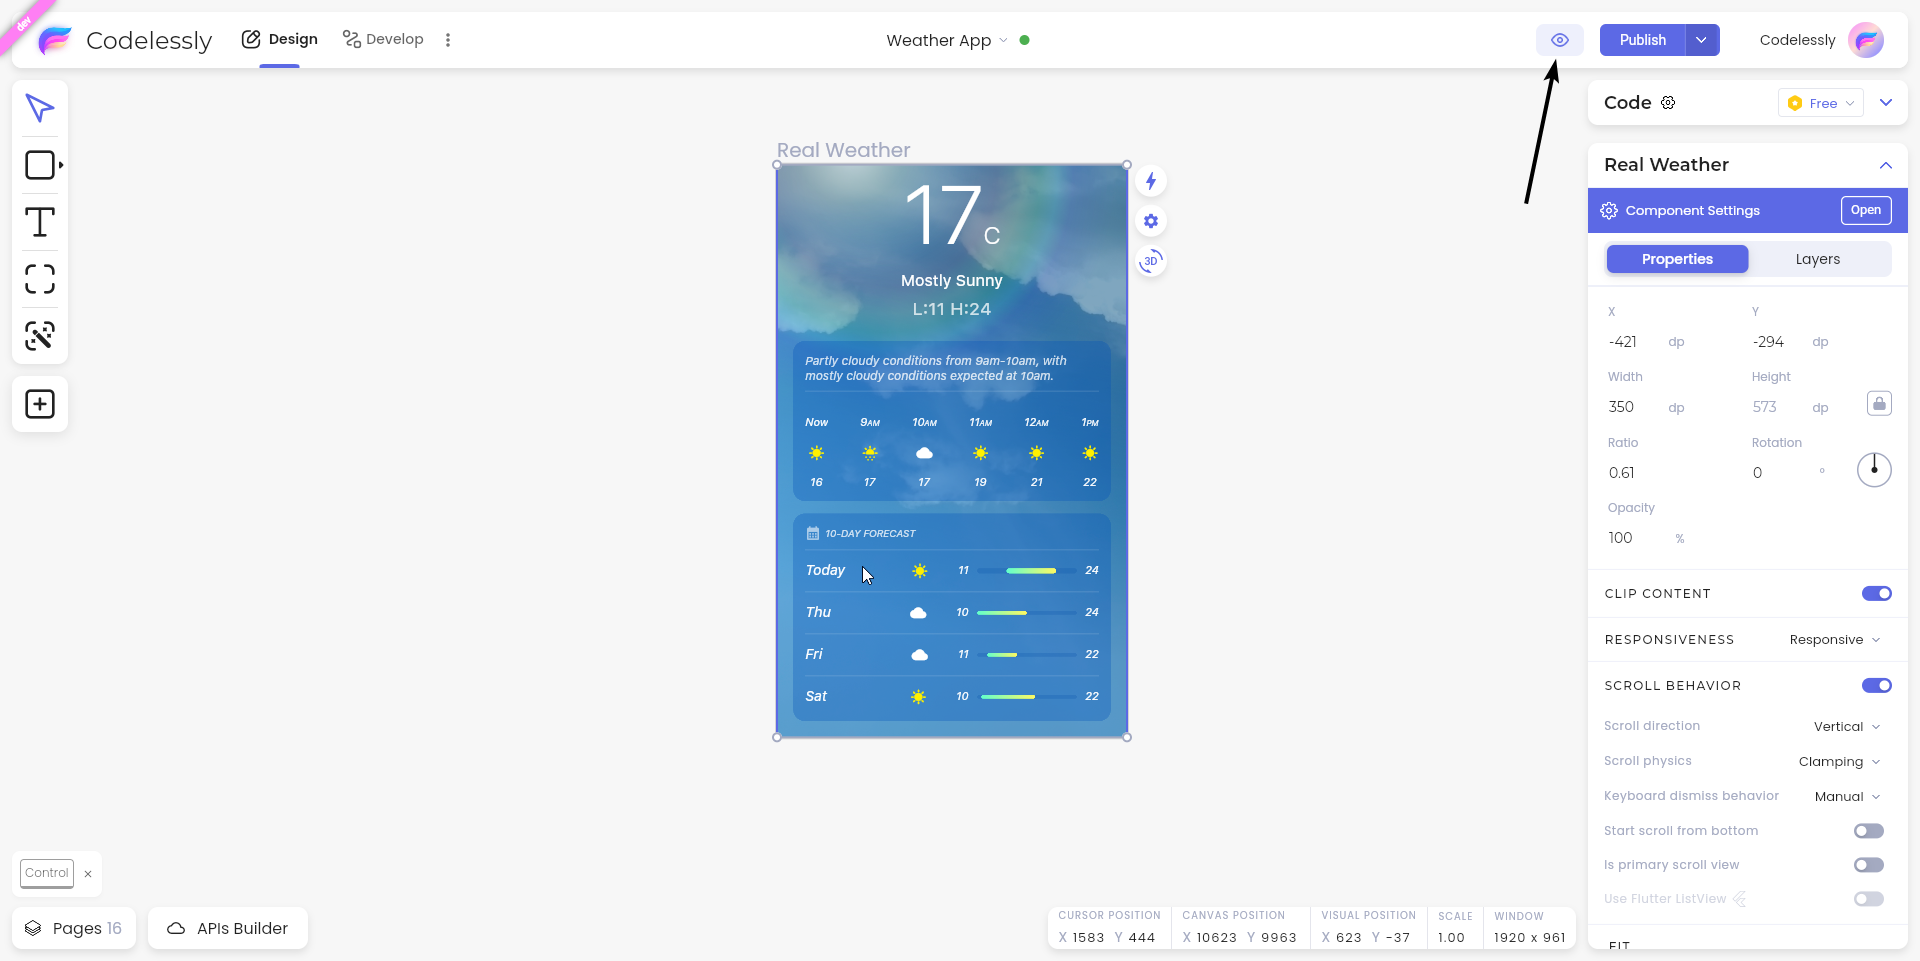 dev
Codelessly
Design
Develop
Weather App
Publish
Codelessly
Code
Free
Real Weather
17
C
Mostly Sunny
L:11 H:24
Partly cloudy conditions from 9am-10am, with
mostly cloudy conditions expected at 10am.
Now 9AM 10AM 11AM 12AM 1PM
16 17 17 19 21 22
10-DAY FORECAST
Today 11 24
Thu 10 24
Fri 11 22
Sat 10 22
3D
Real Weather
Component Settings
Open
Properties
Layers
X Y
-421 dp -294 dp
Width Height
350 dp 573 dp
Ratio Rotation
0.61 0 °
Opacity
100 %
CLIP CONTENT
RESPONSIVENESS Responsive
SCROLL BEHAVIOR
Scroll direction Vertical
Scroll physics Clamping
Keyboard dismiss behavior Manual
Start scroll from bottom
Is primary scroll view
Use Flutter ListView
FIT
Control ×
Pages 16
APIs Builder
CURSOR POSITION CANVAS POSITION VISUAL POSITION SCALE WINDOW
X 1583 Y 444 X 10623 Y 9963 X 623 Y -37 1.00 1920 x 961